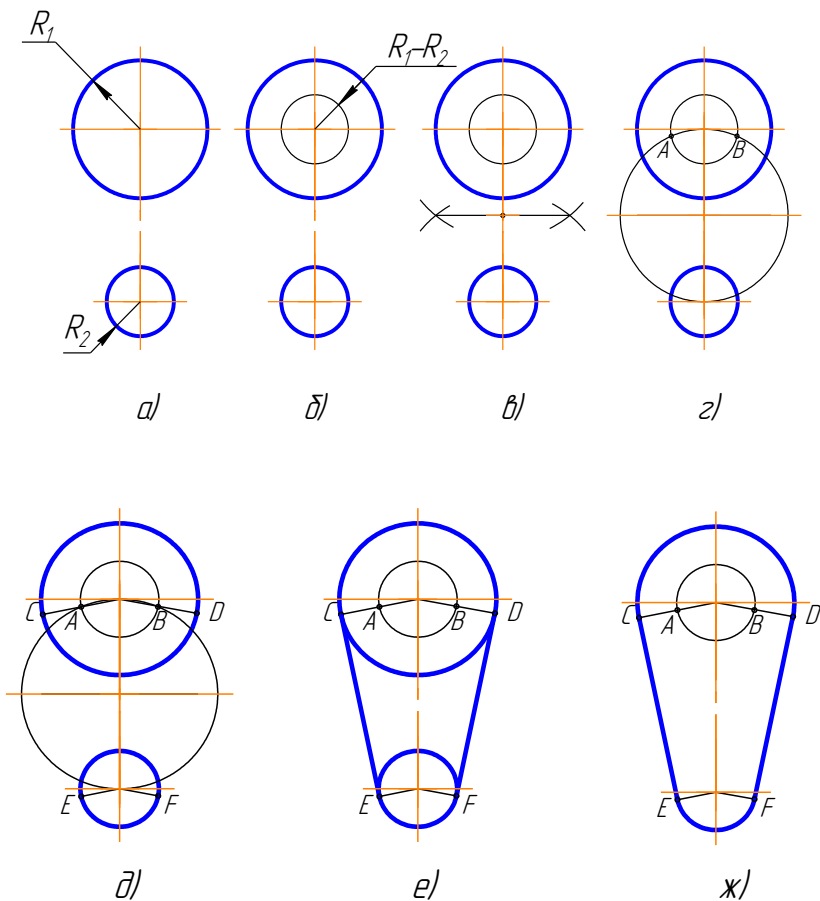 R₁
R₁–R₂
A B
R₂
а) б) в) г)
C A B D
C A B D
C A B D
E F
E F
E F
д) е) ж)